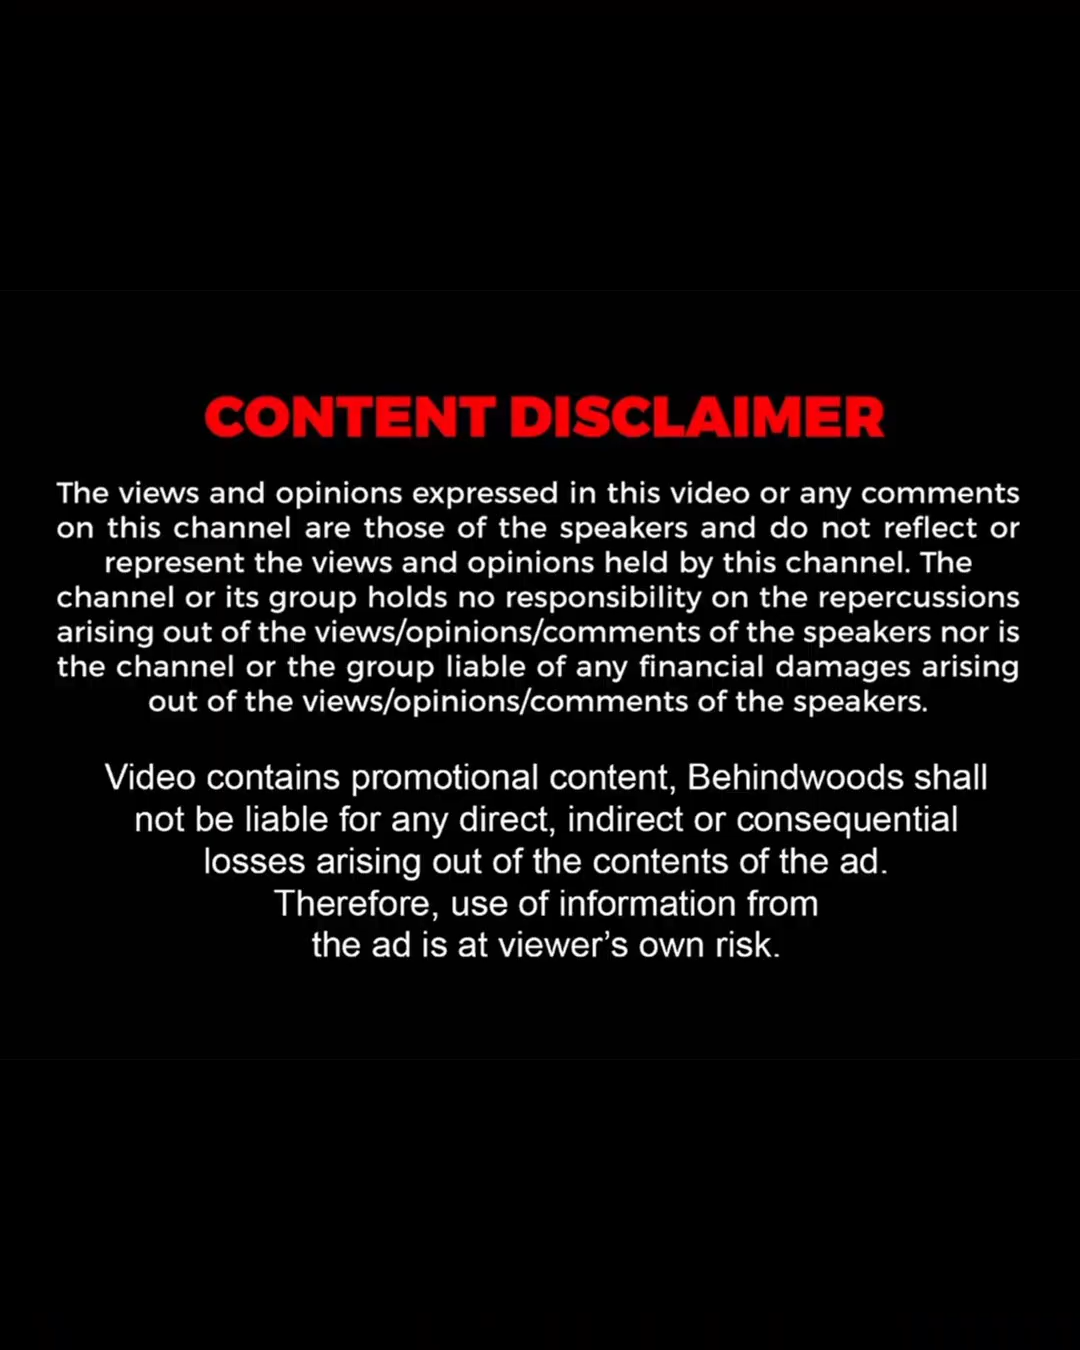 CONTENT DISCLAIMER
The views and opinions expressed in this video or any comments
on this channel are those of the speakers and do not reflect or
represent the views and opinions held by this channel. The
channel or its group holds no responsibility on the repercussions
arising out of the views/opinions/comments of the speakers nor is
the channel or the group liable of any financial damages arising
out of the views/opinions/comments of the speakers.
Video contains promotional content, Behindwoods shall
not be liable for any direct, indirect or consequential
losses arising out of the contents of the ad.
Therefore, use of information from
the ad is at viewer’s own risk.